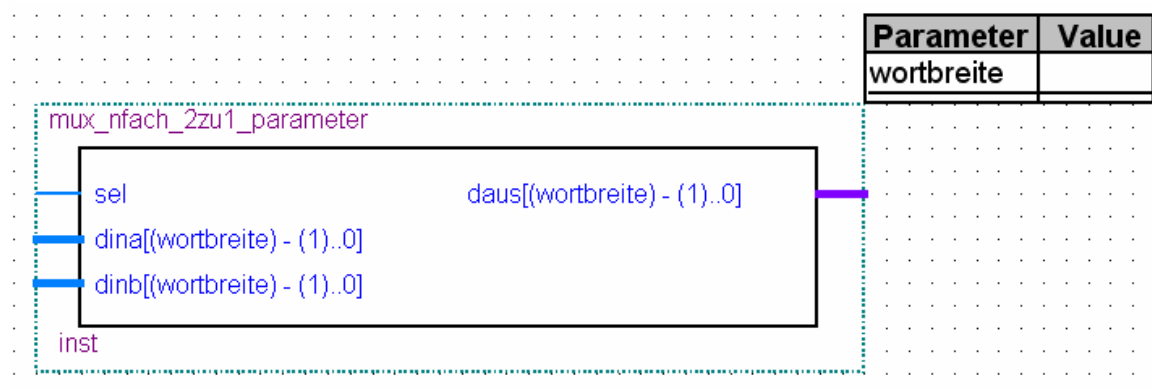 Parameter Value
wortbreite
mux_nfach_2zu1_parameter
sel daus[(wortbreite) - (1)..0]
dina[(wortbreite) - (1)..0]
dinb[(wortbreite) - (1)..0]
inst